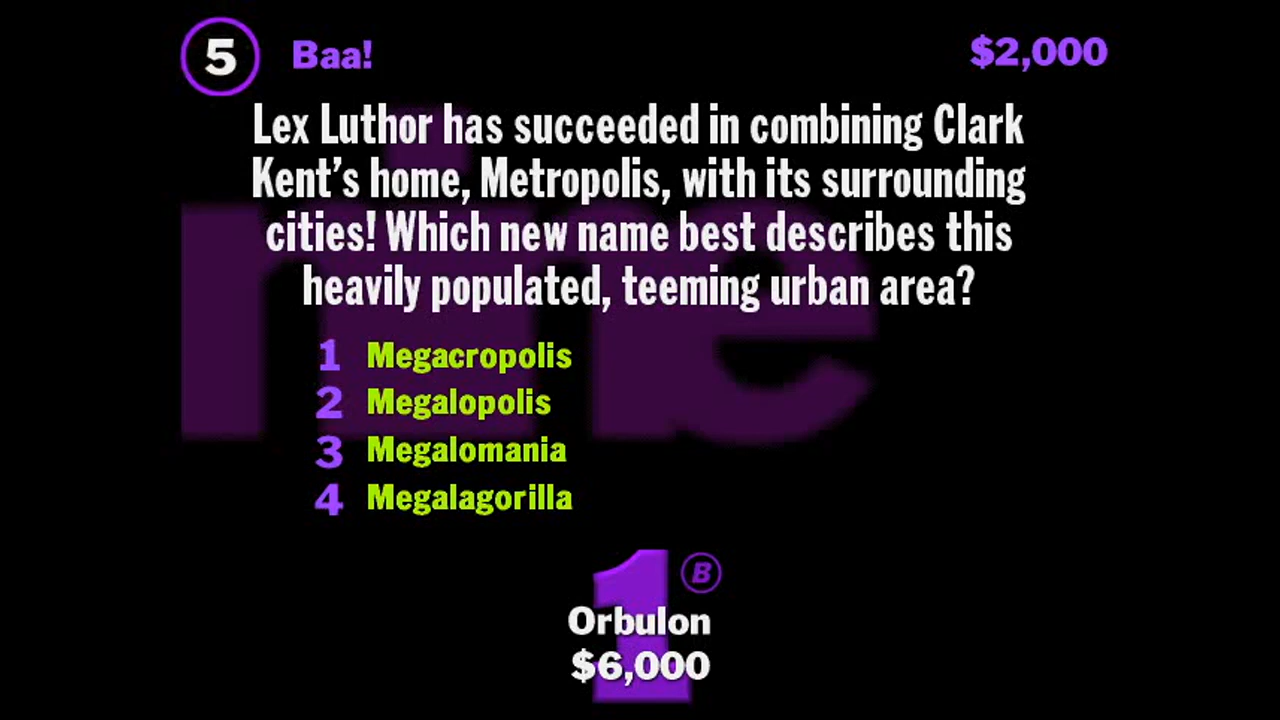 5 Baa! $2,000
nine
Lex Luthor has succeeded in combining Clark
Kent's home, Metropolis, with its surrounding
cities! Which new name best describes this
heavily populated, teeming urban area?
1 Megacropolis
2 Megalopolis
3 Megalomania
4 Megalagorilla
1 B
Orbulon
$6,000